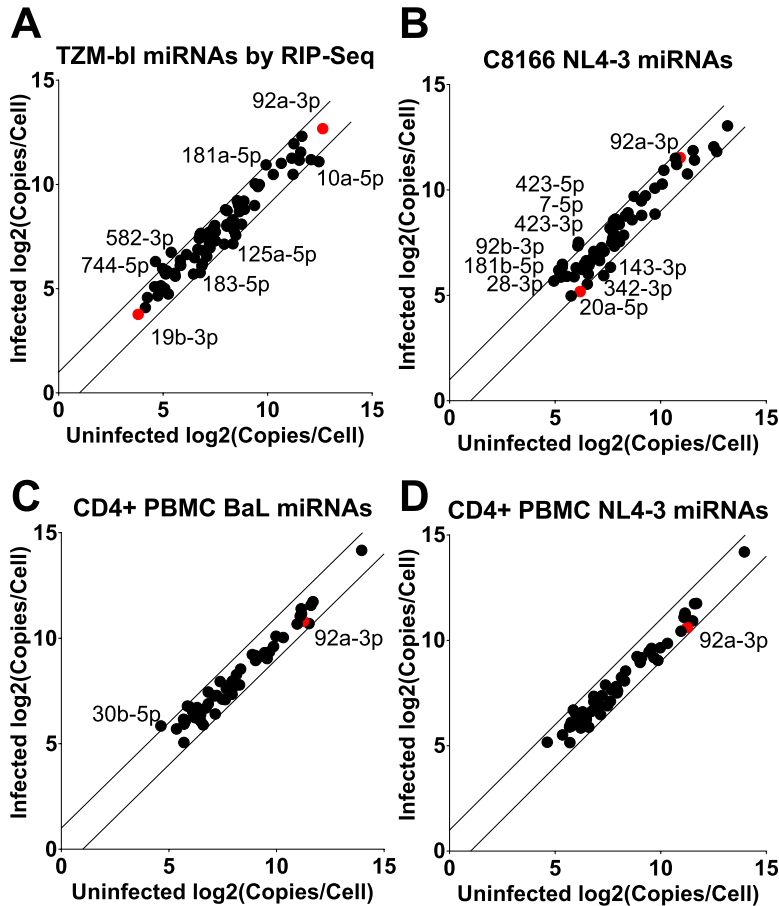 A
TZM-bl miRNAs by RIP-Seq
Infected log2(Copies/Cell)
15
10
5
0
92a-3p
181a-5p
10a-5p
582-3p
744-5p
125a-5p
183-5p
19b-3p
0
5
10
15
Uninfected log2(Copies/Cell)
B
C8166 NL4-3 miRNAs
Infected log2(Copies/Cell)
15
10
5
0
92a-3p
423-5p
7-5p
423-3p
92b-3p
181b-5p
28-3p
143-3p
342-3p
20a-5p
0
5
10
15
Uninfected log2(Copies/Cell)
C
CD4+ PBMC BaL miRNAs
Infected log2(Copies/Cell)
15
10
5
0
92a-3p
30b-5p
0
5
10
15
Uninfected log2(Copies/Cell)
D
CD4+ PBMC NL4-3 miRNAs
Infected log2(Copies/Cell)
15
10
5
0
92a-3p
0
5
10
15
Uninfected log2(Copies/Cell)